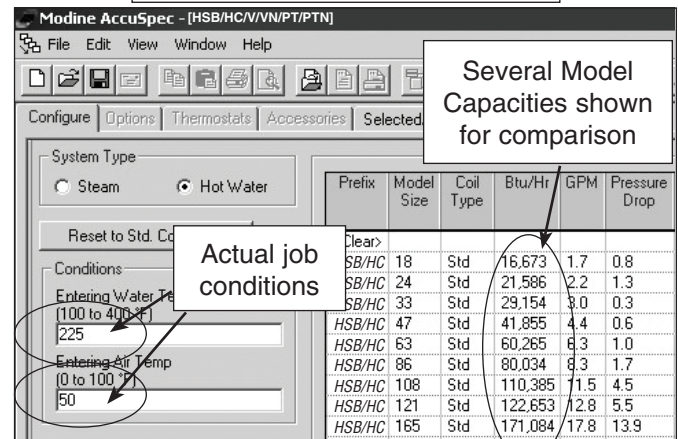 Modine AccuSpec - [HSB/HC/V/VN/PT/PTN]
File Edit View Window Help
Several Model
Capacities shown
for comparison
Configure Options Thermostats Accessories
System Type
Steam Hot Water
Reset to Std.
Actual job
conditions
Conditions
Entering Water
(100 to 400 °F)
225
Entering Air Temp
(0 to 100 °F)
50
Prefix Model Size Coil Type Btu/Hr GPM Pressure Drop
Clear>
HSB/HC 18 Std 16,673 1.7 0.8
HSB/HC 24 Std 21,586 2.2 1.3
HSB/HC 33 Std 29,154 3.0 0.3
HSB/HC 47 Std 41,855 4.4 0.6
HSB/HC 63 Std 60,265 6.3 1.0
HSB/HC 86 Std 80,034 8.3 1.7
HSB/HC 108 Std 110,385 11.5 4.5
HSB/HC 121 Std 122,653 12.8 5.5
HSB/HC 165 Std 171,084 17.8 13.9